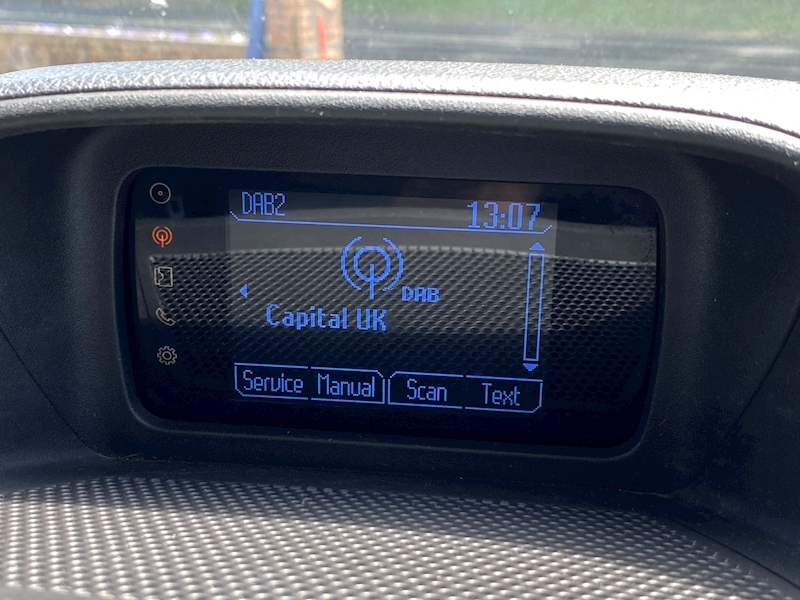 DAB2 13:07
DAB
Capital UK
Service Manual Scan Text